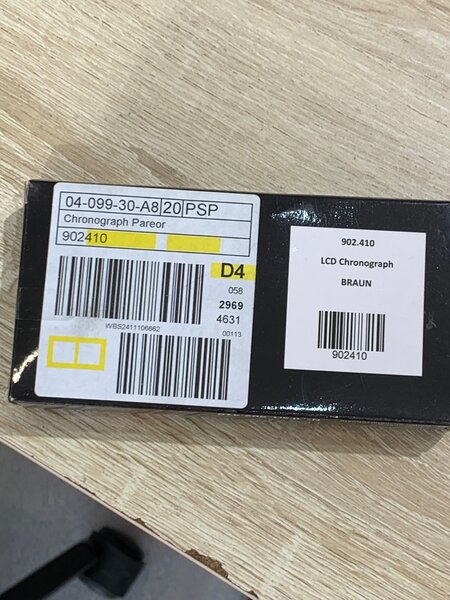 04-099-30-A8 20 PSP
Chronograph Pareor
902410
D4
058
2969
4631
WBS2411106662
00113
902.410
LCD Chronograph
BRAUN
902410